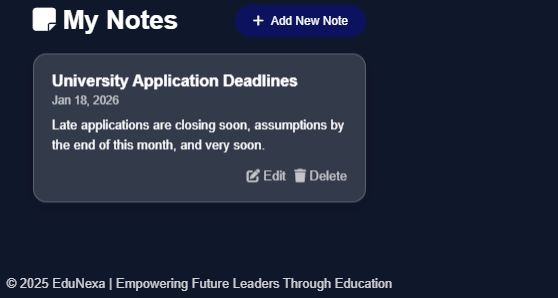 My Notes
+ Add New Note
University Application Deadlines
Jan 18, 2026
Late applications are closing soon, assumptions by
the end of this month, and very soon.
Edit Delete
© 2025 EduNexa | Empowering Future Leaders Through Education